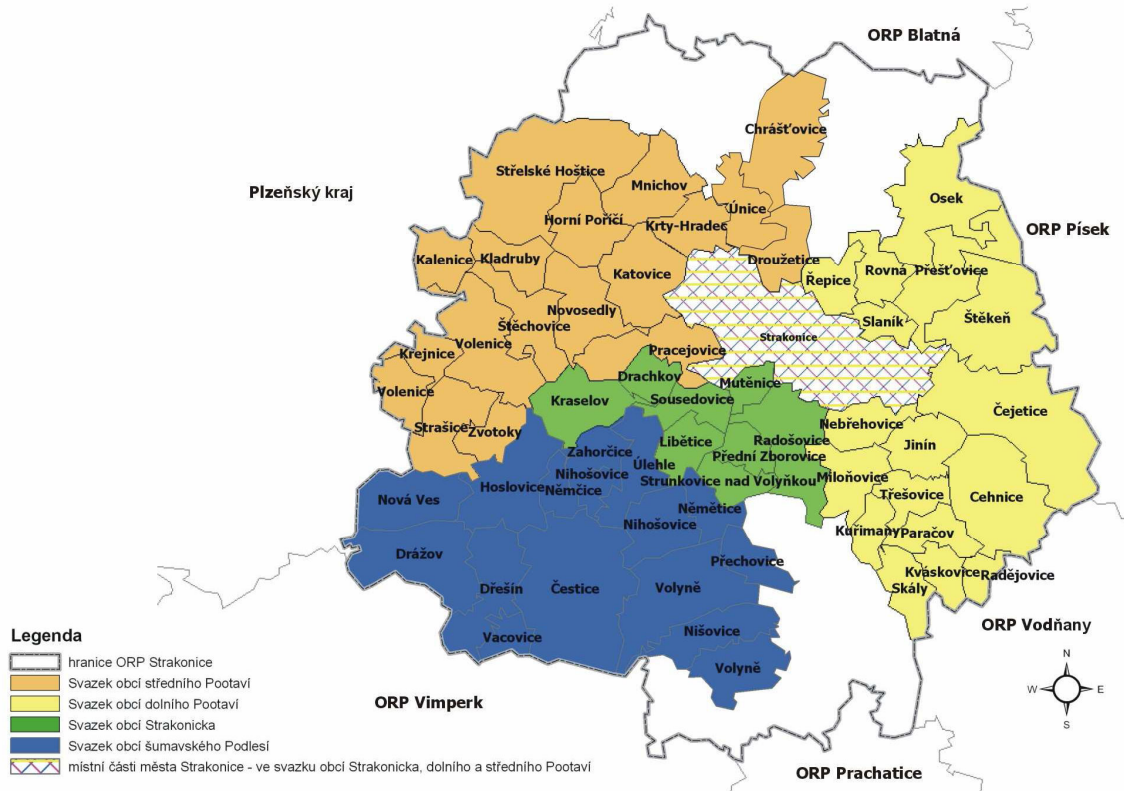 ORP Blatná
Chrášťovice
Střelské Hoštice
Mnichov
Plzeňský kraj
Osek
Únice
Horní Poříčí
Krty-Hradec
ORP Písek
Kalenice
Kladruby
Katovice
Droužetice
Řepice
Rovná
Přešťovice
Novosedly
Slaník
Štěkeň
Štěchovice
Volenice
Strakonice
Krejnice
Pracejovice
Drachkov
Mutěnice
Volenice
Kraselov
Sousedovice
Čejetice
Nebřehovice
Strašice
Zvotoky
Libětice
Radošovice
Jinín
Zahorčice
Přední Zborovice
Úlehle
Nihošovice
Miloňovice
Strunkovice nad Volyňkou
Hoslovice
Němčice
Nová Ves
Třešovice
Cehnice
Němětice
Nihošovice
Kuřimany
Paračov
Drážov
Přechovice
Kváskovice
Radějovice
Skály
Dřešín
Čestice
Volyně
ORP Vodňany
Nišovice
Vacovice
Volyně
Legenda
hranice ORP Strakonice
Svazek obcí středního Pootaví
Svazek obcí dolního Pootaví
Svazek obcí Strakonicka
Svazek obcí šumavského Podlesí
místní části města Strakonice - ve svazku obcí Strakonicka, dolního a středního Pootaví
ORP Vimperk
ORP Prachatice
N
W
E
S